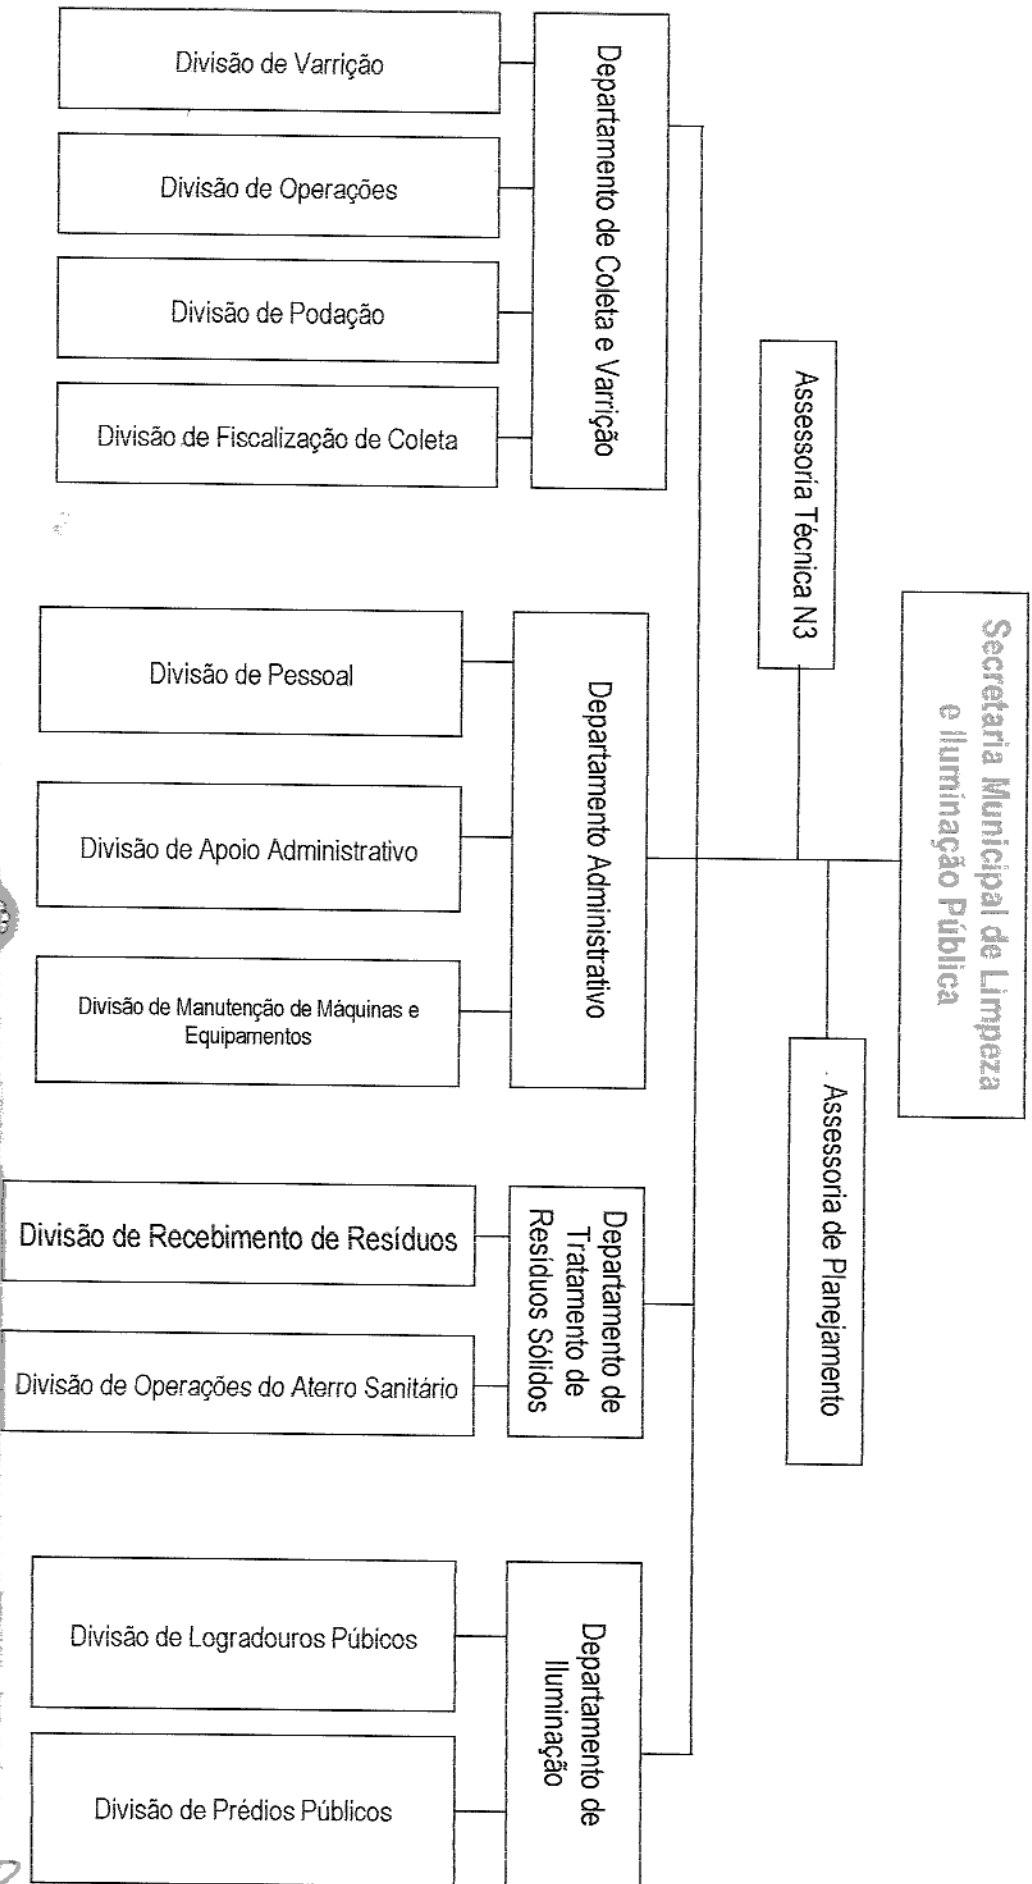 Secretaria Municipal de Limpeza
e Iluminação Pública
Assessoria Técnica N3
Assessoria de Planejamento
Departamento de Coleta e Varrição
Divisão de Varrição
Divisão de Operações
Divisão de Podação
Divisão de Fiscalização de Coleta
Departamento Administrativo
Divisão de Pessoal
Divisão de Apoio Administrativo
Divisão de Manutenção de Máquinas e
Equipamentos
Departamento de
Tratamento de
Resíduos Sólidos
Divisão de Recebimento de Resíduos
Divisão de Operações do Aterro Sanitário
Departamento de
Iluminação
Divisão de Logradouros Púbicos
Divisão de Prédios Públicos